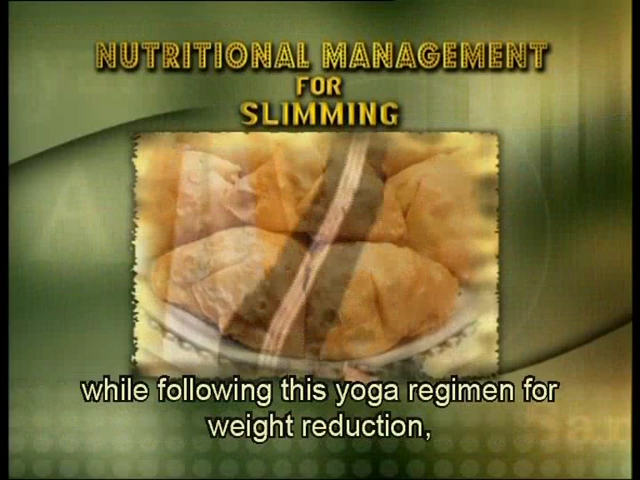 NUTRITIONAL MANAGEMENT
FOR
SLIMMING
while following this yoga regimen for
weight reduction,